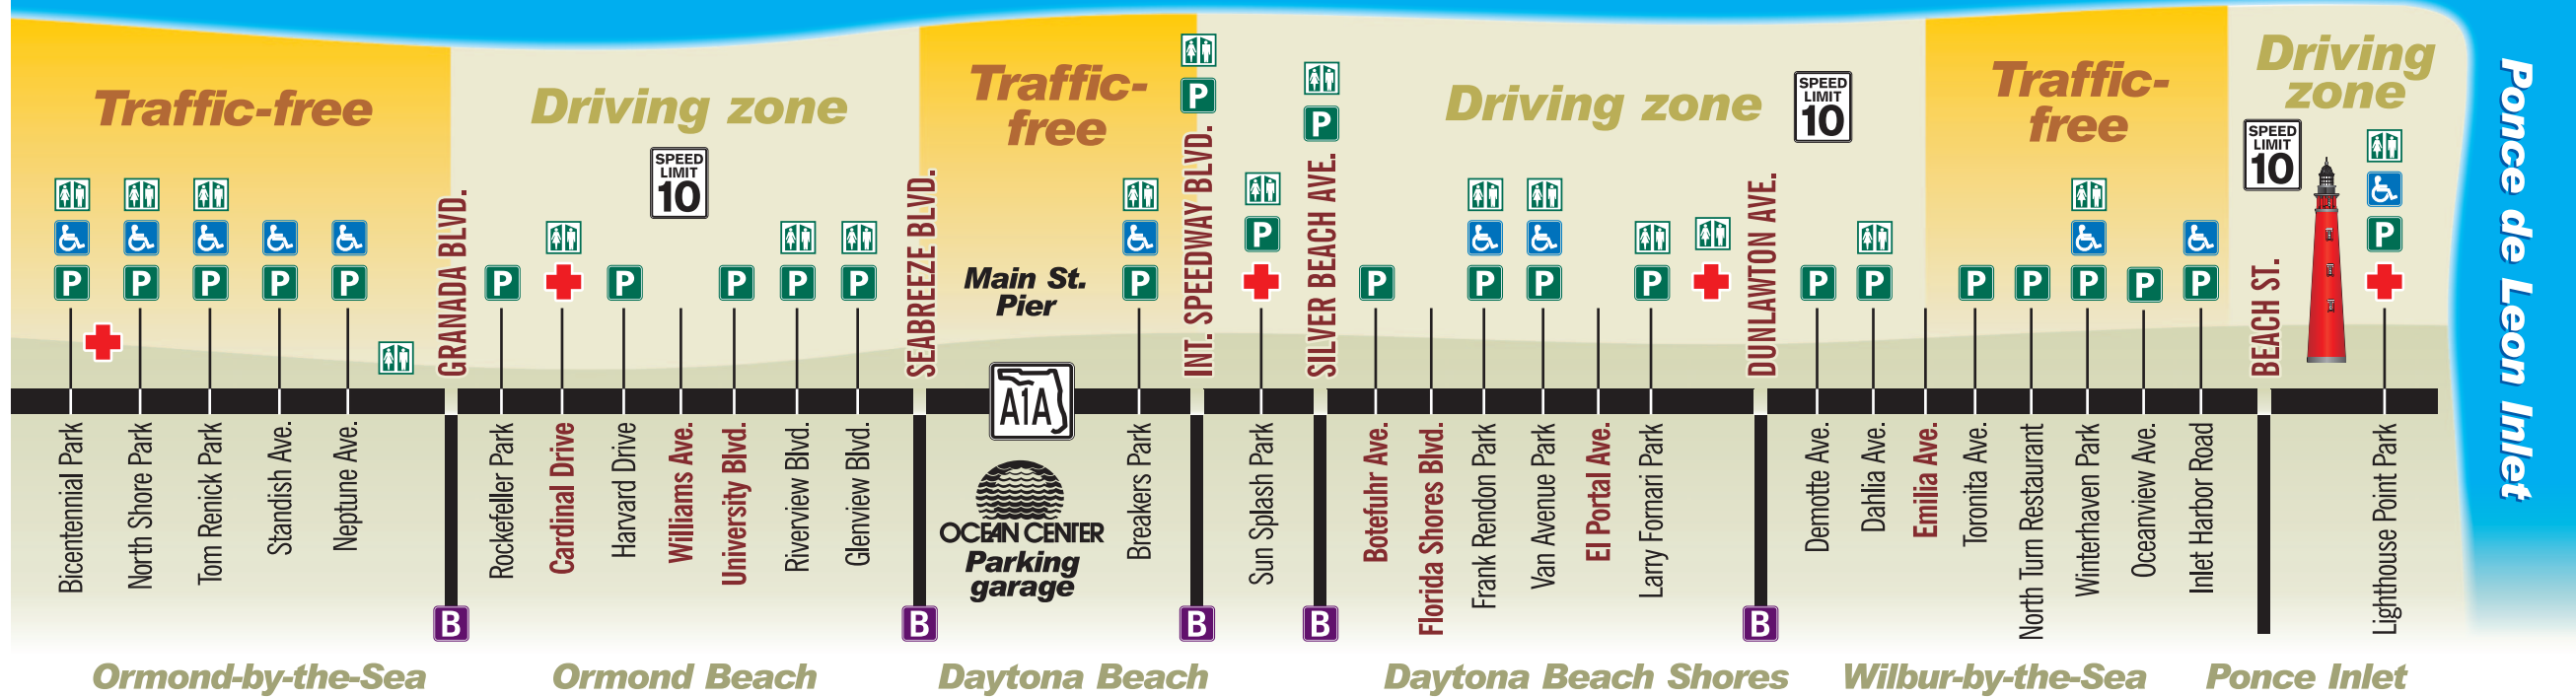 Traffic-free
Driving zone
Traffic-
free
Driving zone
Traffic-
free
Driving
zone
SPEED
LIMIT
10
SPEED
LIMIT
10
SPEED
LIMIT
10
P
P
P
P
P
GRANADA BLVD.
P
P
P
P
P
SEABREEZE BLVD.
Main St.
Pier
P
P
INT. SPEEDWAY BLVD.
P
P
SILVER BEACH AVE.
P
P
P
P
DUNLAWTON AVE.
P
P
P
P
P
P
P
BEACH ST.
P
Ponce de Leon Inlet
A1A
Bicentennial Park
North Shore Park
Tom Renick Park
Standish Ave.
Neptune Ave.
Rockefeller Park
Cardinal Drive
Harvard Drive
Williams Ave.
University Blvd.
Riverview Blvd.
Glenview Blvd.
OCEAN CENTER
Parking
garage
Breakers Park
Sun Splash Park
Botefuhr Ave.
Florida Shores Blvd.
Frank Rendon Park
Van Avenue Park
El Portal Ave.
Larry Fornari Park
Demotte Ave.
Dahlia Ave.
Emilia Ave.
Toronita Ave.
North Turn Restaurant
Winterhaven Park
Oceanview Ave.
Inlet Harbor Road
Lighthouse Point Park
B
B
B
B
B
Ormond-by-the-Sea
Ormond Beach
Daytona Beach
Daytona Beach Shores
Wilbur-by-the-Sea
Ponce Inlet